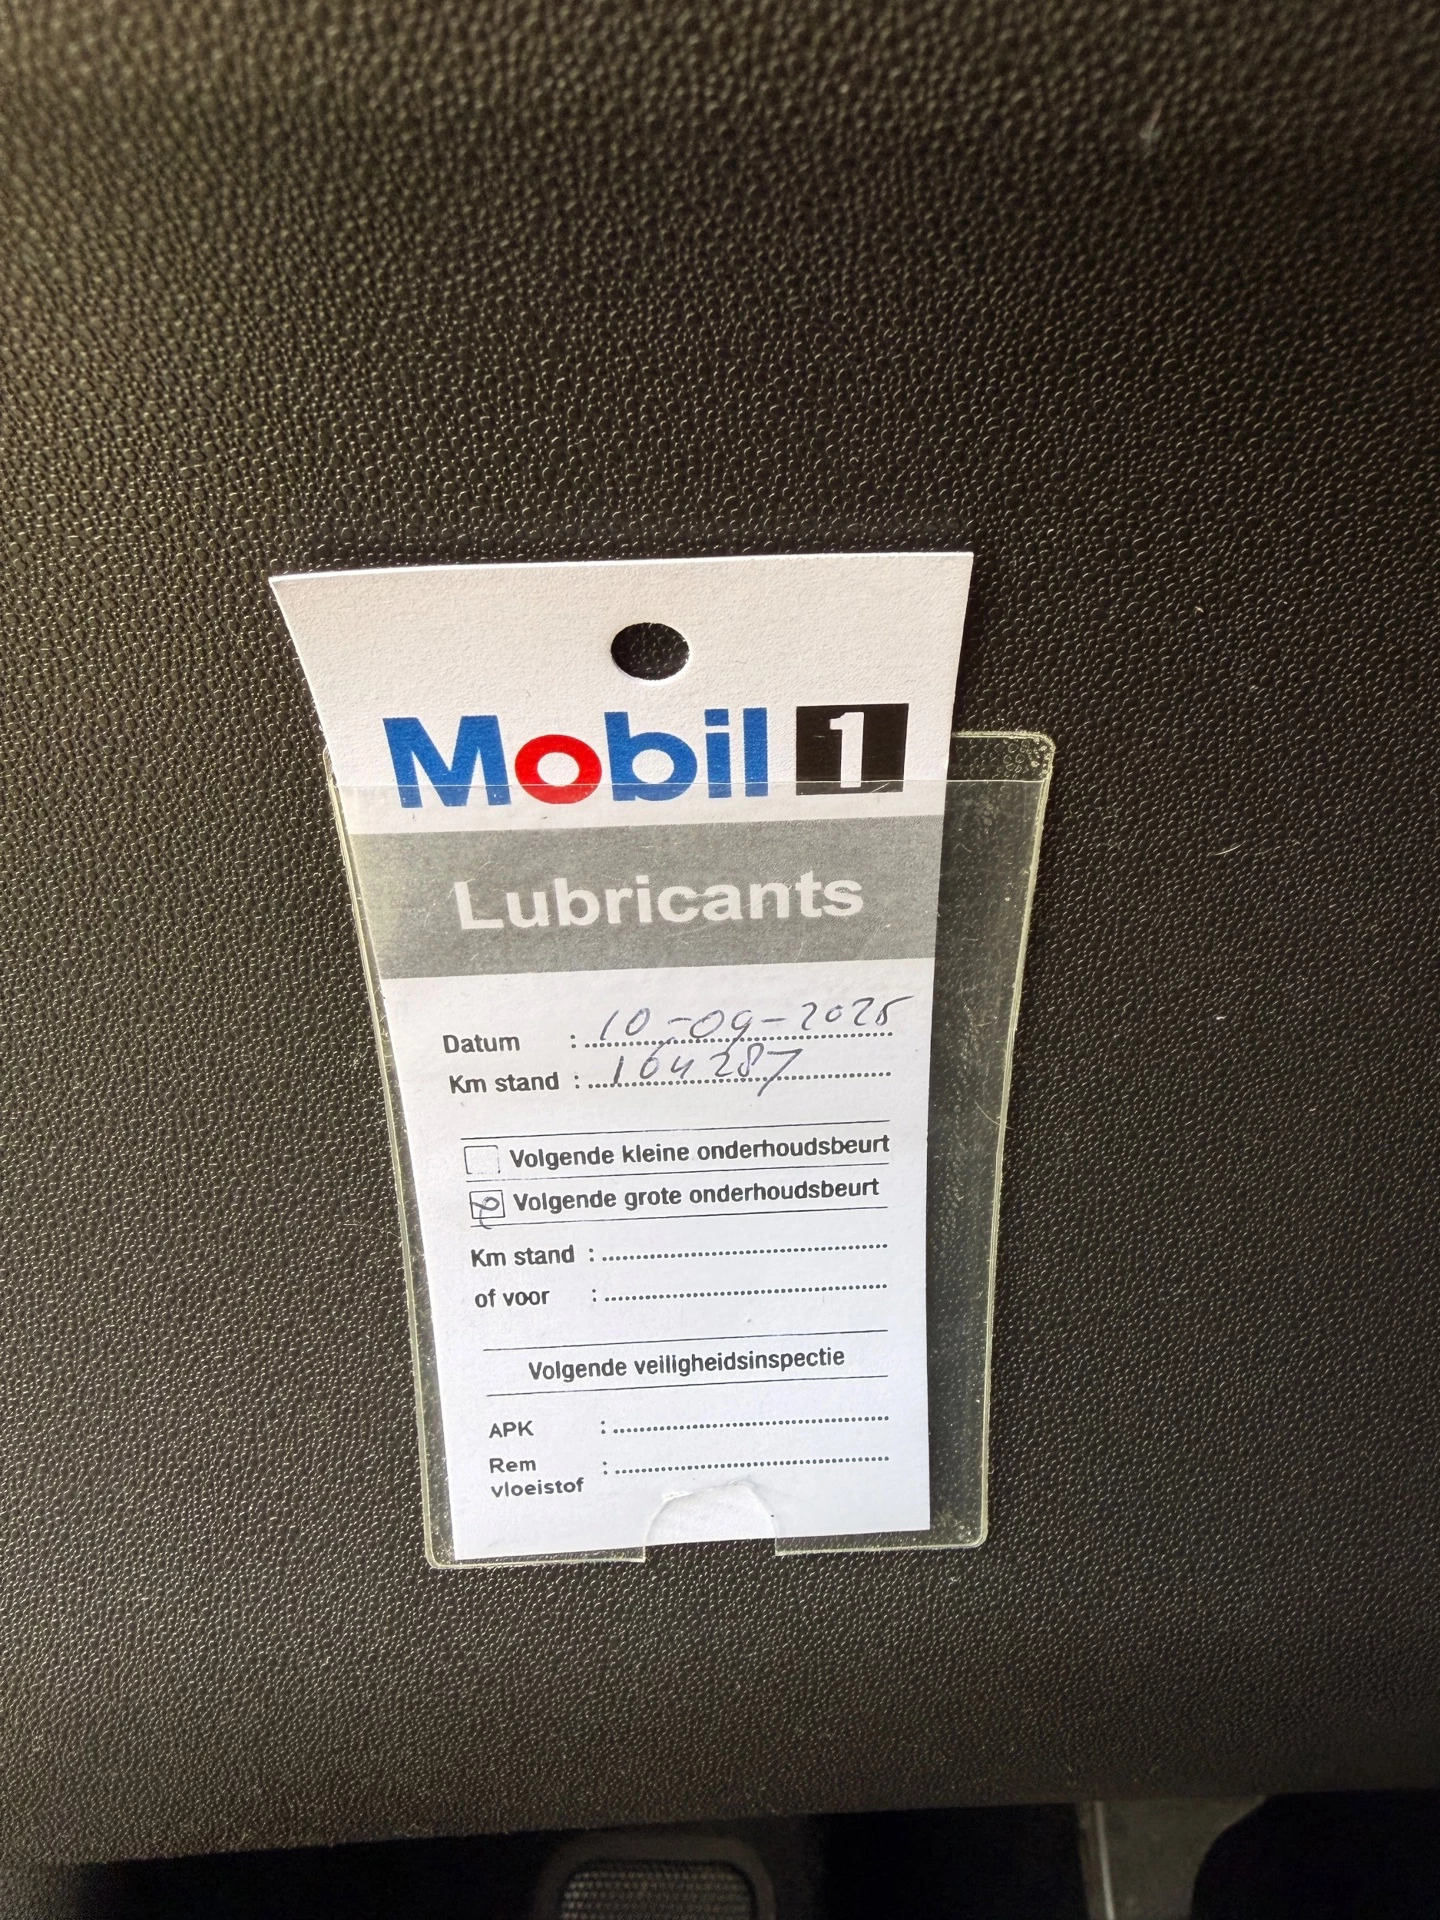 Mobil 1
Lubricants
Datum : 10-09-2025
Km stand : 164287
Volgende kleine onderhoudsbeurt
Volgende grote onderhoudsbeurt
Km stand :
of voor :
Volgende veiligheidsinspectie
APK :
Rem :
vloeistof